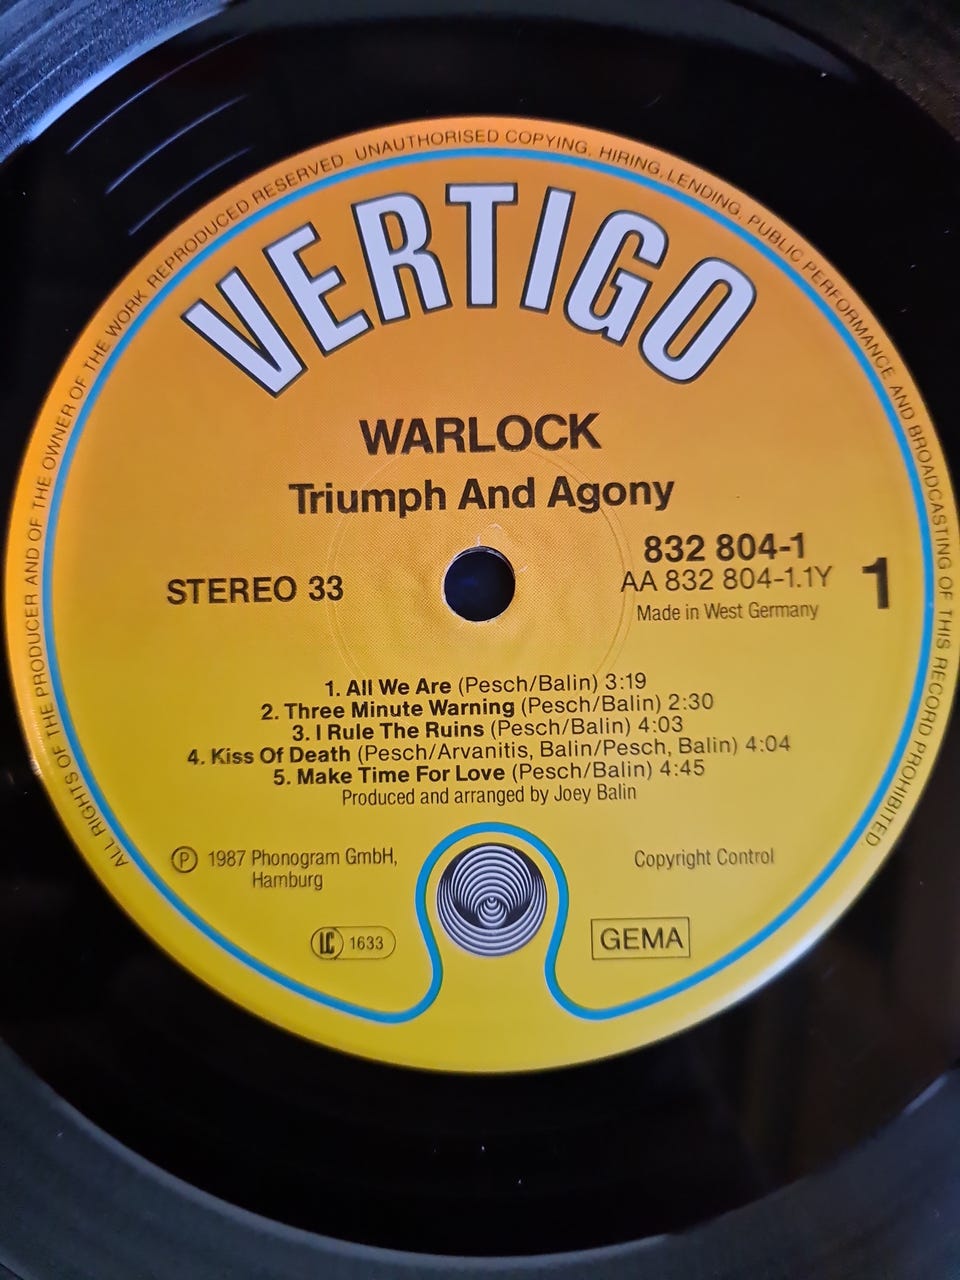 ALL RIGHTS OF THE PRODUCER AND OF THE OWNER OF THE WORK REPRODUCED RESERVED. UNAUTHORISED COPYING, HIRING, LENDING, PUBLIC PERFORMANCE AND BROADCASTING OF THIS RECORD PROHIBITED.
VERTIGO
WARLOCK
Triumph And Agony
832 804-1
STEREO 33
AA 832 804-1.1Y
1
Made in West Germany
1. All We Are (Pesch/Balin) 3:19
2. Three Minute Warning (Pesch/Balin) 2:30
3. I Rule The Ruins (Pesch/Balin) 4:03
4. Kiss Of Death (Pesch/Arvanitis, Balin/Pesch, Balin) 4:04
5. Make Time For Love (Pesch/Balin) 4:45
Produced and arranged by Joey Balin
Ⓟ 1987 Phonogram GmbH,
Hamburg
Copyright Control
LC 1633
GEMA